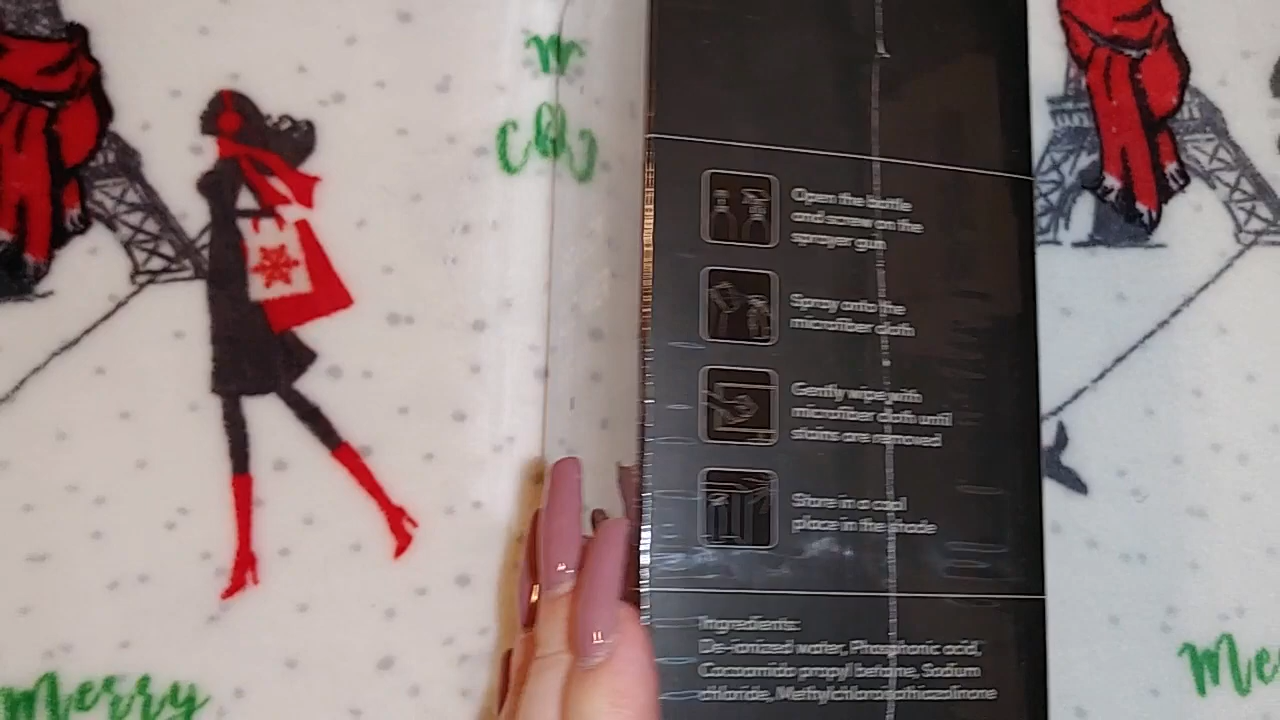 Open the bottle
and screw on the
sprayer gun
Spray onto the
microfiber cloth
Gently wipe with
microfiber cloth until
stains are removed
Store in a cool
place in the shade
Ingredients:
De-ionized water, Phosphonic acid,
Cocoamido propyl betaine, Sodium
chloride,
Merry